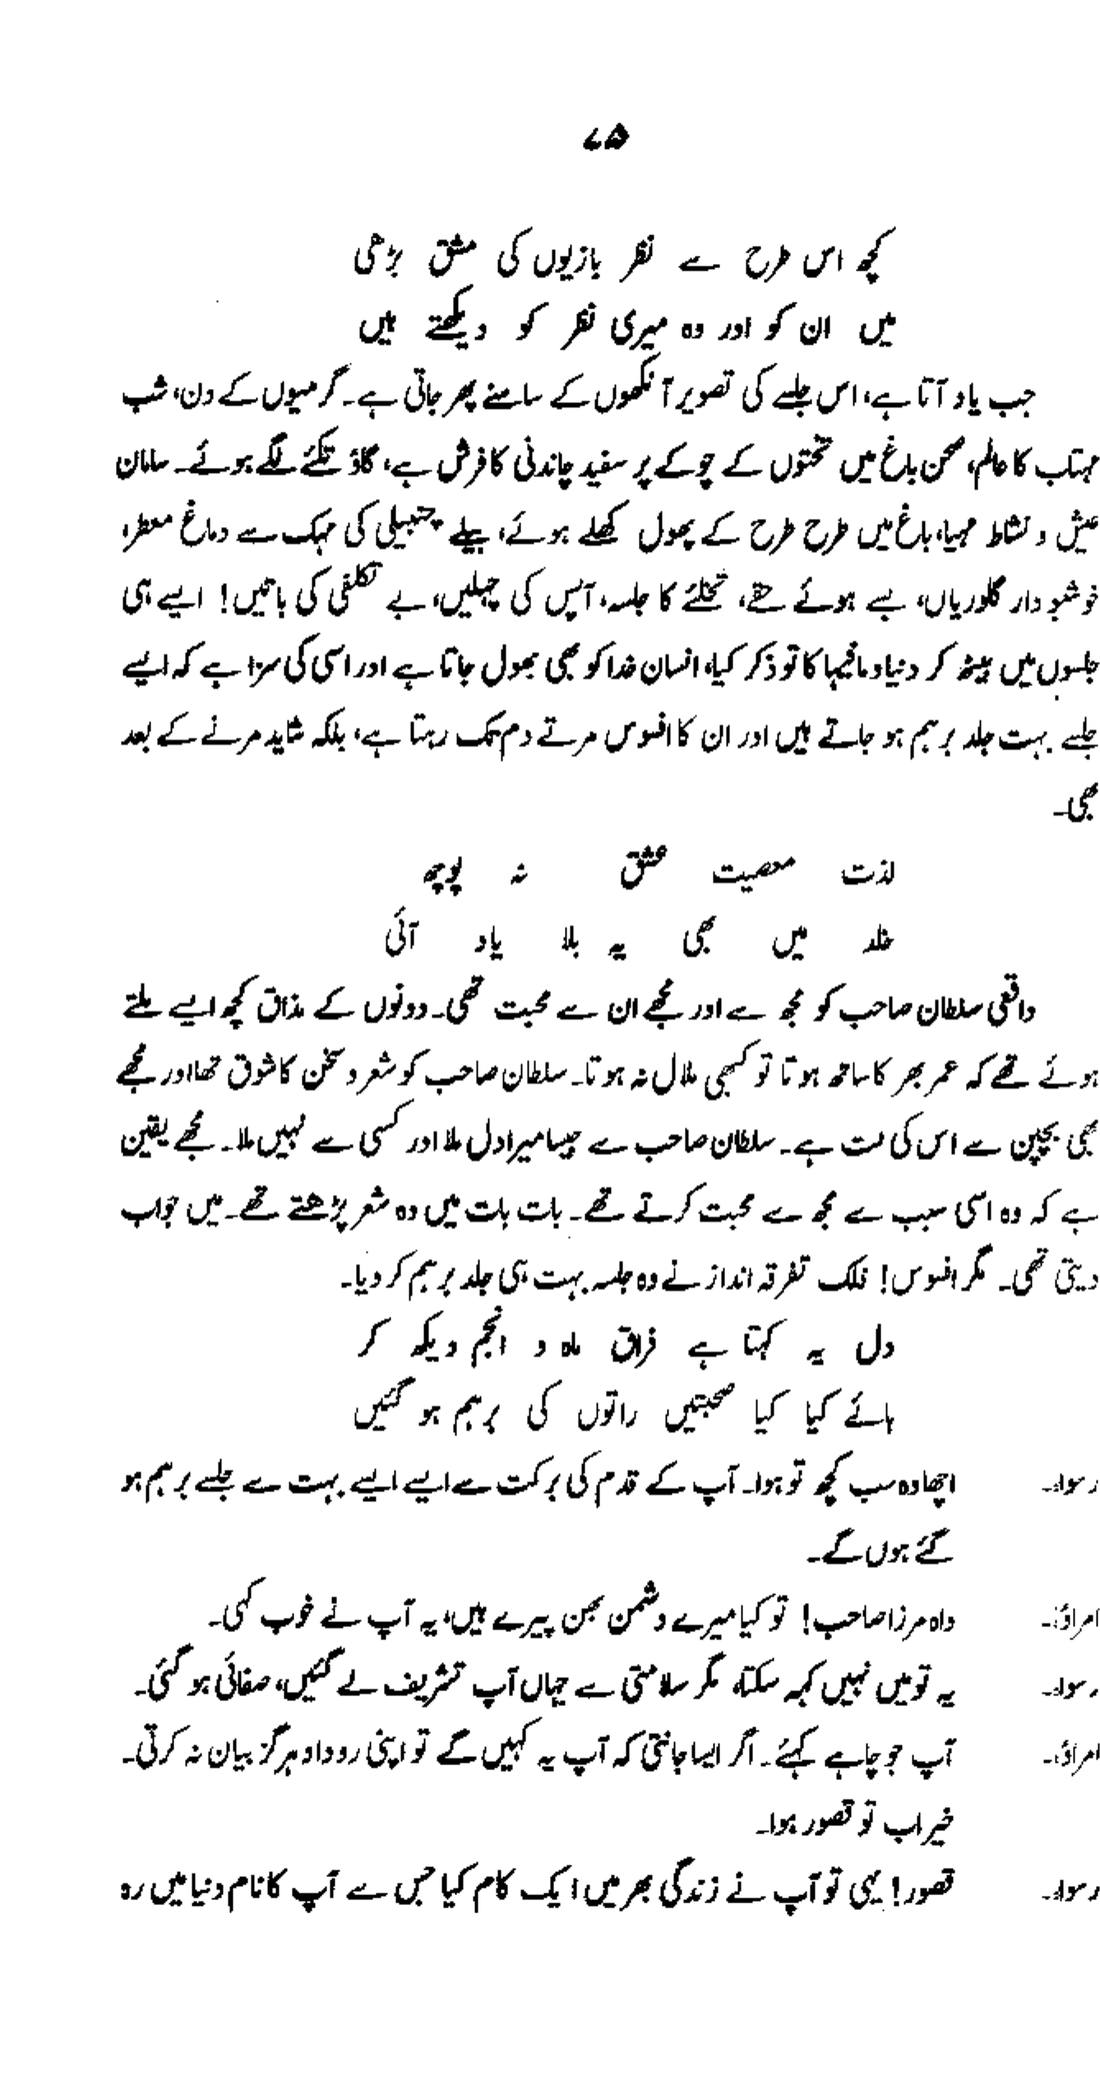 ۷۵
کچھ اس طرح سے نظر بازیوں کی مشق بڑھی
میں ان کو اور وہ میری نظر کو دیکھتے ہیں
جب یاد آتا ہے، اس جلسے کی تصویر آنکھوں کے سامنے پھر جاتی ہے۔ گرمیوں کے دن، شب
مہتاب کا عالم، صحن باغ میں تختوں کے چوکے پر سفید چاندنی کا فرش ہے، گاؤ تکئے لگے ہوئے۔ سامان
عیش و نشاط مہیا، باغ میں طرح طرح کے پھول کھلے ہوئے، بیلے چنبیلی کی مہک سے دماغ معطر،
خوشبو دار گلوریاں، بسے ہوئے حقے، تخلئے کا جلسہ، آپس کی چہلیں، بے تکلفی کی باتیں! ایسے ہی
جلسوں میں بیٹھ کر دنیا و مافیہا کا تو ذکر کیا، انسان خدا کو بھی بھول جاتا ہے اور اسی کی سزا ہے کہ ایسے
جلسے بہت جلد برہم ہو جاتے ہیں اور ان کا افسوس مرتے دم تک رہتا ہے، بلکہ شاید مرنے کے بعد
بھی۔
لذت معصیت عشق نہ پوچھ
خلد میں بھی یہ بلا یاد آئی
واقعی سلطان صاحب کو مجھ سے اور مجھے ان سے محبت تھی۔ دونوں کے مذاق کچھ ایسے ملتے
ہوئے تھے کہ عمر بھر کا ساتھ ہوتا تو کبھی ملال نہ ہوتا۔ سلطان صاحب کو شعر و سخن کا شوق تھا اور مجھے
بھی بچپن سے اس کی لت ہے۔ سلطان صاحب سے جیسا میرا دل ملا اور کسی سے نہیں ملا۔ مجھے یقین
ہے کہ وہ اسی سبب سے مجھ سے محبت کرتے تھے۔ بات بات میں وہ شعر پڑھتے تھے۔ میں جواب
دیتی تھی۔ مگر افسوس! فلک تفرقہ انداز نے وہ جلسہ بہت ہی جلد برہم کر دیا۔
دل یہ کہتا ہے فراق ماہ و انجم دیکھ کر
ہائے کیا کیا صحبتیں راتوں کی برہم ہو گئیں
رسوا۔ اچھا وہ سب کچھ تو ہوا۔ آپ کے قدم کی برکت سے ایسے ایسے بہت سے جلسے برہم ہو
گئے ہوں گے۔
امراؤ۔ واہ مرزا صاحب! تو کیا میرے دشمن بھن پیرے ہیں، یہ آپ نے خوب کہی۔
رسوا۔ یہ تو میں نہیں کہہ سکتا، مگر سلامتی سے جہاں آپ تشریف لے گئیں، صفائی ہو گئی۔
امراؤ۔ آپ جو چاہے کہئے۔ اگر ایسا جانتی کہ آپ یہ کہیں گے تو اپنی روداد ہرگز بیان نہ کرتی۔
خیر اب تو قصور ہوا۔
رسوا۔ قصور! یہی تو آپ نے زندگی بھر میں ایک کام کیا جس سے آپ کا نام دنیا میں رہ